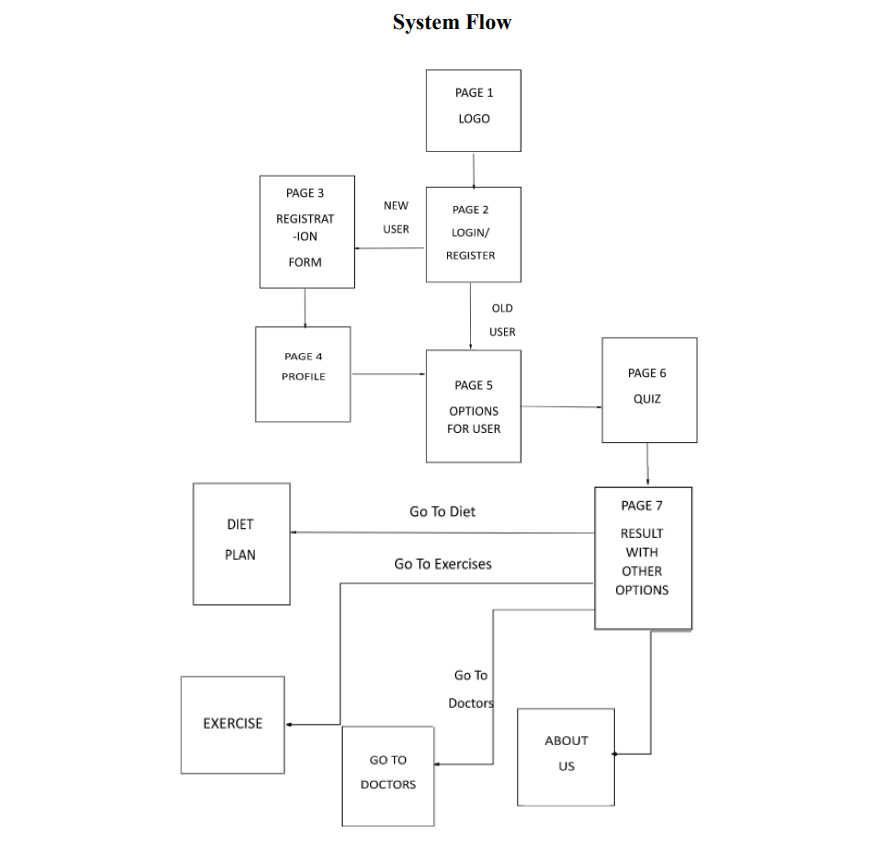 System Flow
PAGE 1
LOGO
PAGE 3
REGISTRAT
-ION
FORM
NEW
USER
PAGE 2
LOGIN/
REGISTER
OLD
USER
PAGE 4
PROFILE
PAGE 5
OPTIONS
FOR USER
PAGE 6
QUIZ
PAGE 7
RESULT
WITH
OTHER
OPTIONS
Go To Diet
DIET
PLAN
Go To Exercises
Go To
Doctors
EXERCISE
GO TO
DOCTORS
ABOUT
US